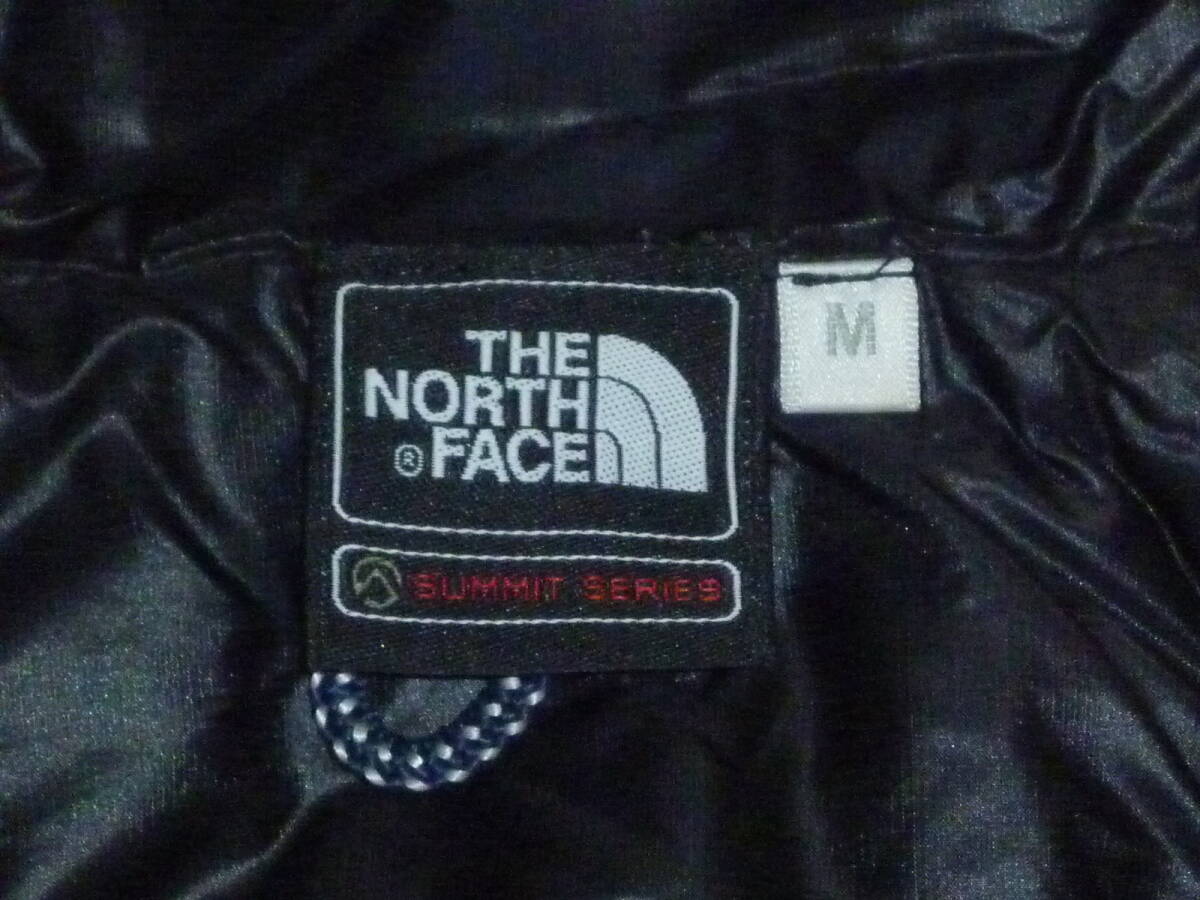 THE
NORTH
® FACE
SUMMIT SERIES
M